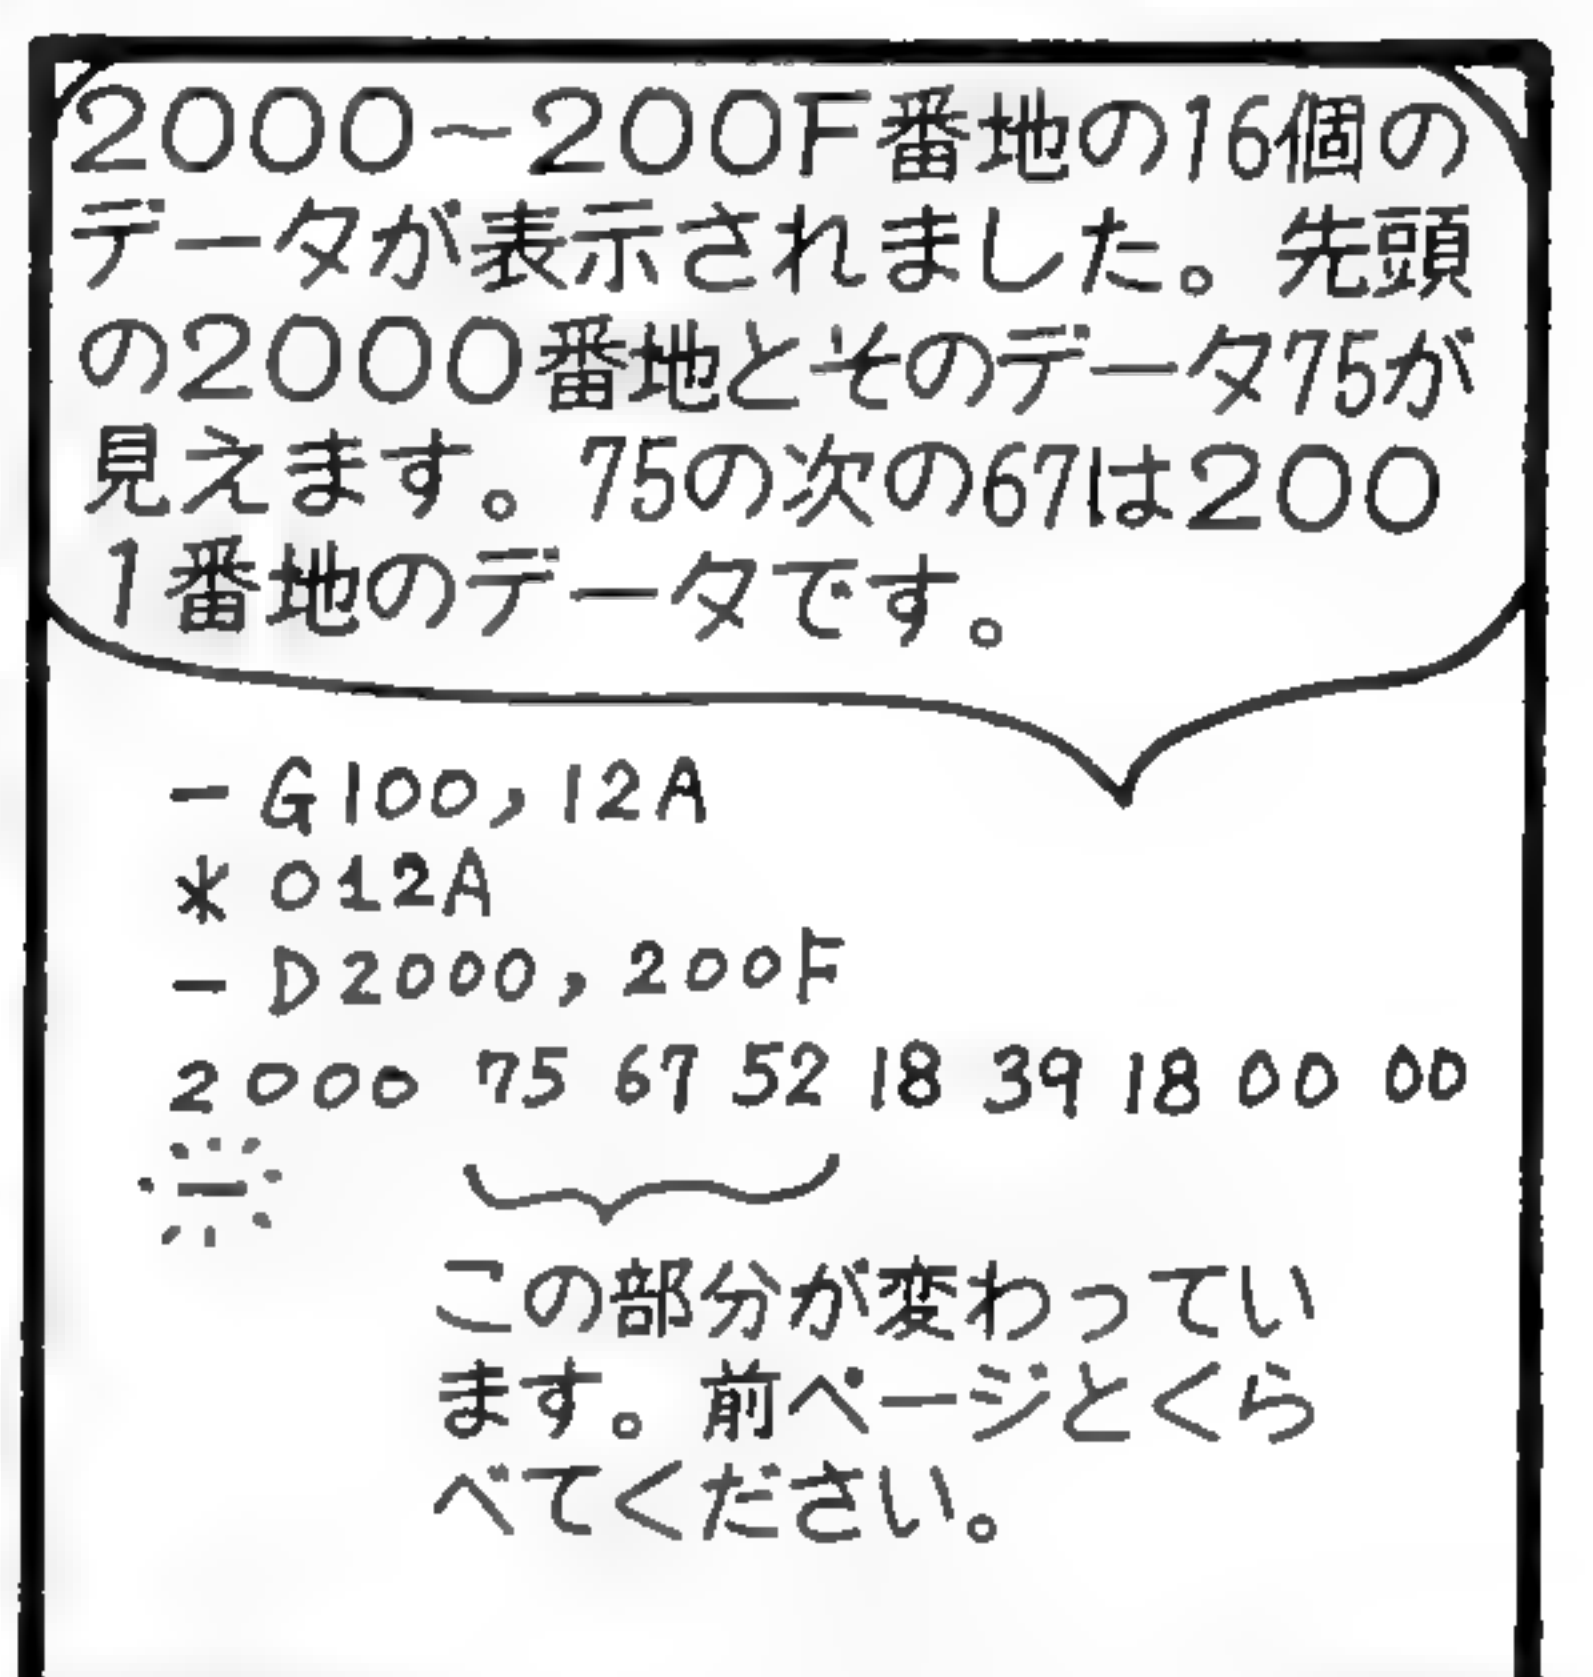 2000～200F番地の16個の
データが表示されました。先頭
の2000番地とそのデータ75が
見えます。75の次の67は200
1番地のデータです。
-G100,12A
*012A
-D2000,200F
2000 75 67 52 18 39 18 00 00
-
この部分が変わってい
ます。前ページとくら
べてください。